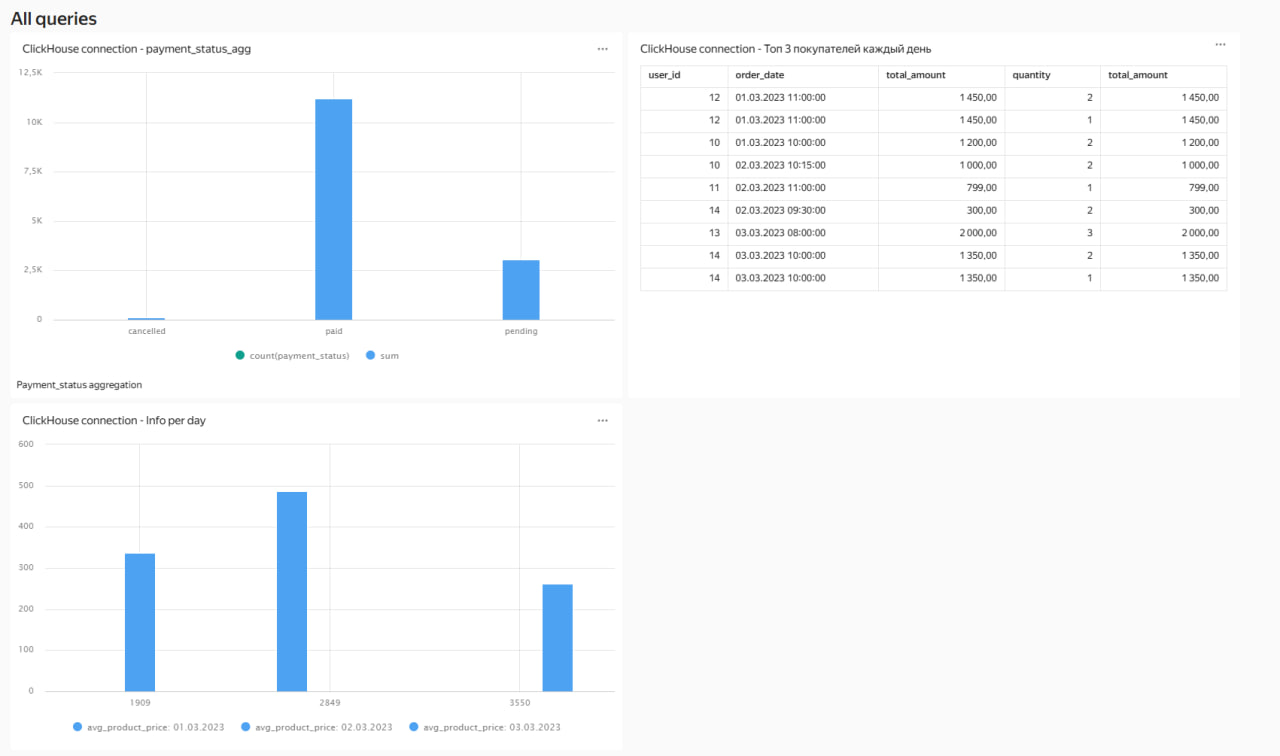 All queries
ClickHouse connection - payment_status_agg
12,5K
10K
7,5K
5K
2,5K
0
cancelled paid pending
count(payment_status) sum
Payment_status aggregation
ClickHouse connection - Топ 3 покупателей каждый день
user_id order_date total_amount quantity total_amount
12 01.03.2023 11:00:00 1 450,00 2 1 450,00
12 01.03.2023 11:00:00 1 450,00 1 1 450,00
10 01.03.2023 10:00:00 1 200,00 2 1 200,00
10 02.03.2023 10:15:00 1 000,00 2 1 000,00
11 02.03.2023 11:00:00 799,00 1 799,00
14 02.03.2023 09:30:00 300,00 2 300,00
13 03.03.2023 08:00:00 2 000,00 3 2 000,00
14 03.03.2023 10:00:00 1 350,00 2 1 350,00
14 03.03.2023 10:00:00 1 350,00 1 1 350,00
ClickHouse connection - Info per day
600
500
400
300
200
100
0
1909 2849 3550
avg_product_price: 01.03.2023 avg_product_price: 02.03.2023 avg_product_price: 03.03.2023